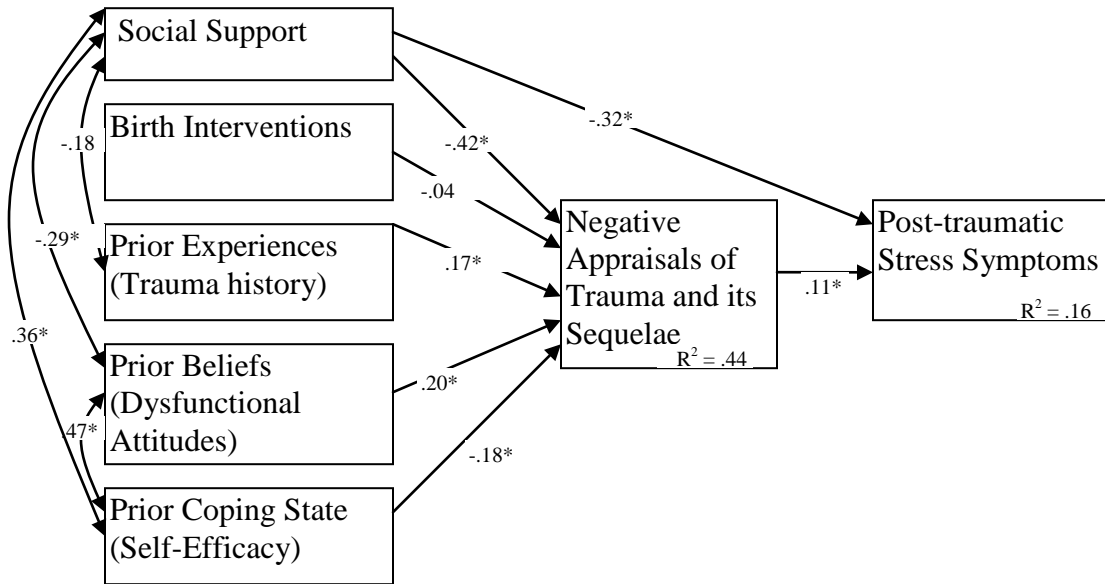 Social Support
Birth Interventions
Prior Experiences
(Trauma history)
Prior Beliefs
(Dysfunctional
Attitudes)
Prior Coping State
(Self-Efficacy)
-.18
-.29*
.36*
.47*
-.32*
-.42*
-.04
.17*
.20*
-.18*
Negative
Appraisals of
Trauma and its
Sequelae
R² = .44
.11*
Post-traumatic
Stress Symptoms
R² = .16